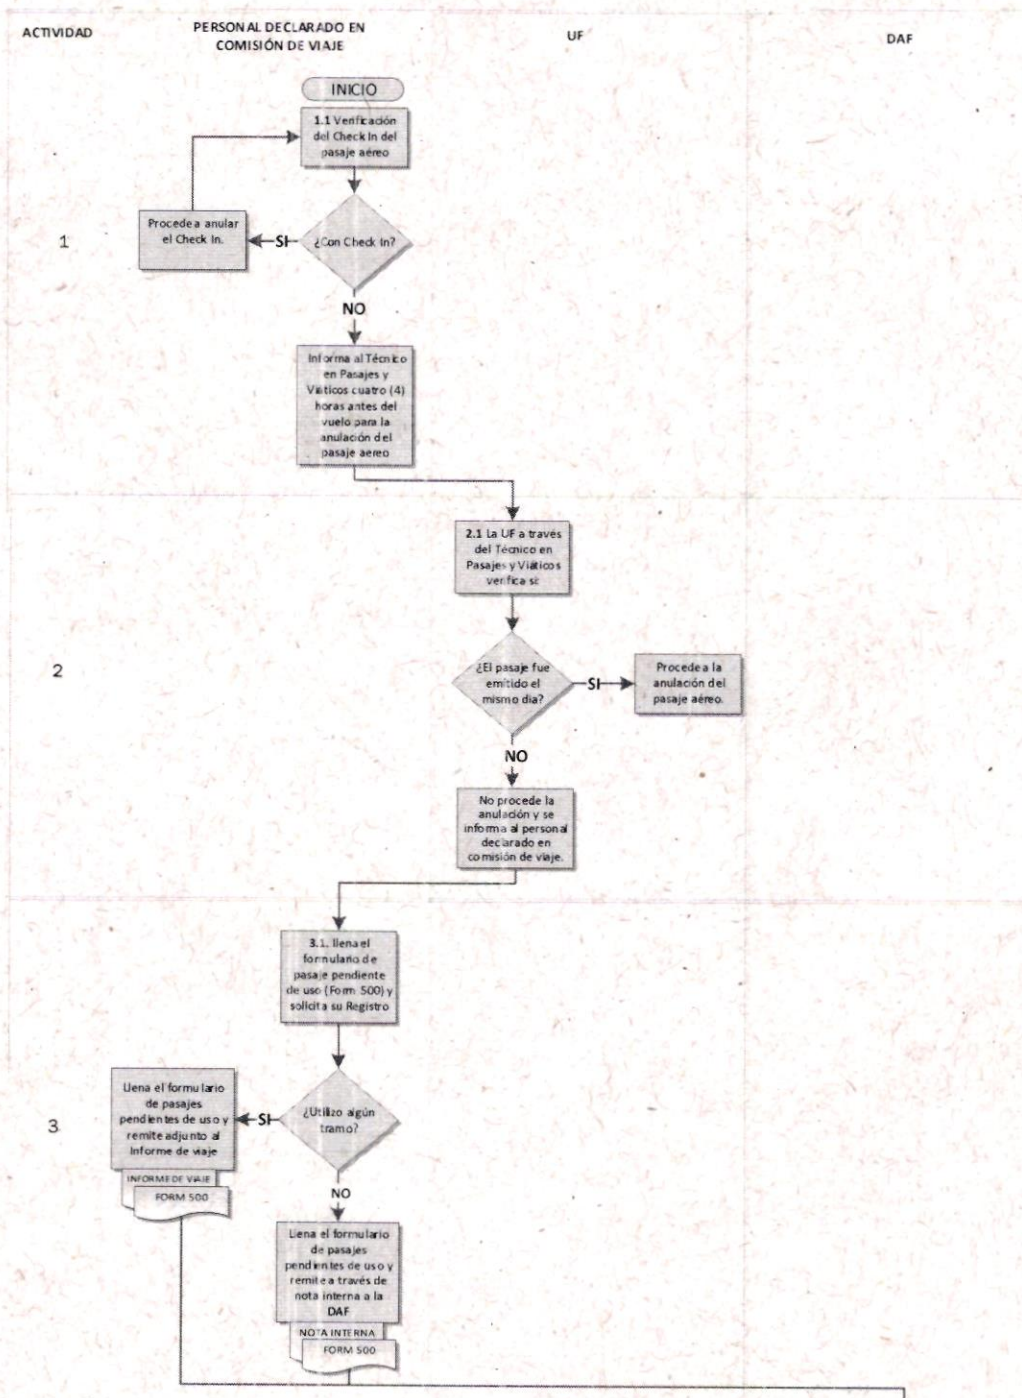 ACTIVIDAD
PERSONAL DECLARADO EN
COMISIÓN DE VIAJE
UF
DAF
INICIO
1.1 Verificación
del Check In del
pasaje aéreo
1
Procede a anular
el Check In.
SI
¿Con Check In?
NO
Informa al Técnico
en Pasajes y
Viáticos cuatro (4)
horas antes del
vuelo para la
anulación del
pasaje aereo
2.1 La UF a través
del Técnico en
Pasajes y Viáticos
verifica si:
2
¿El pasaje fue
emitido el
mismo dia?
SI
Procede a la
anulación del
pasaje aéreo.
NO
No procede la
anulación y se
informa al personal
declarado en
comisión de viaje.
3.1. llena el
formulario de
pasaje pendiente
de uso (Form 500) y
solicita su Registro
3
Llena el formulario
de pasajes
pendientes de uso y
remite adjunto al
Informe de viaje
SI
¿Utilizo algún
tramo?
INFORME DE VIAJE
FORM 500
NO
Llena el formulario
de pasajes
pendientes de uso y
remite a través de
nota interna a la
DAF
NOTA INTERNA
FORM 500